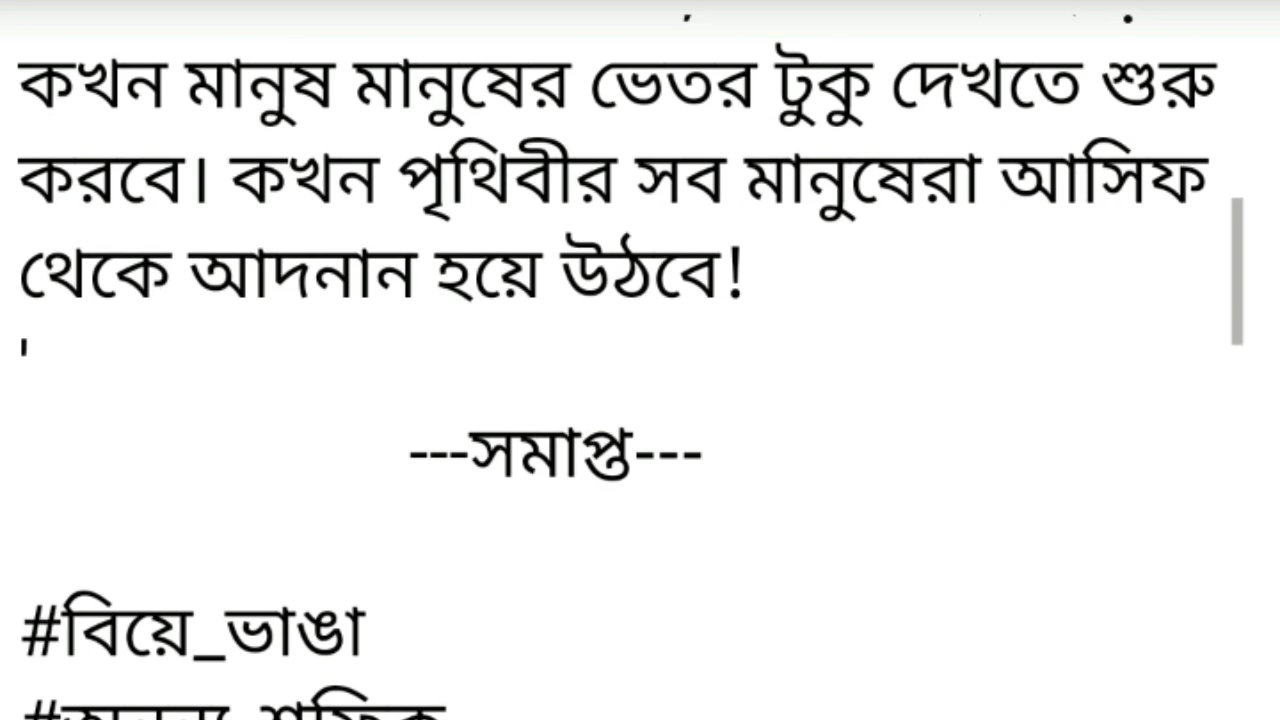 কখন মানুষ মানুষের ভেতর টুকু দেখতে শুরু
করবে। কখন পৃথিবীর সব মানুষেরা আসিফ
থেকে আদনান হয়ে উঠবে!
'
---সমাপ্ত---
#বিয়ে_ভাঙা